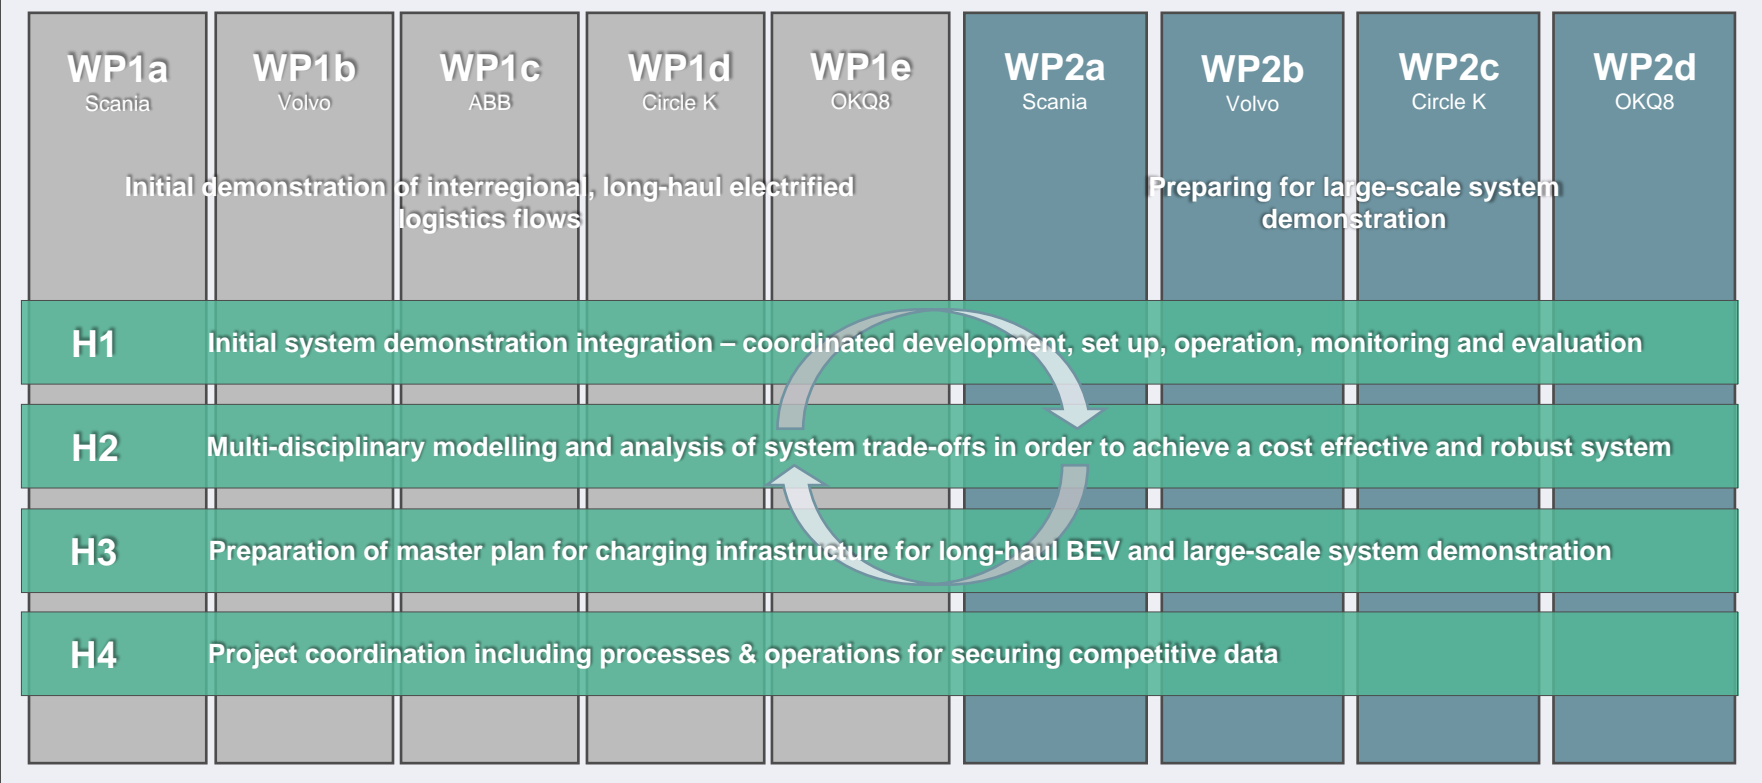 WP1a
Scania
WP1b
Volvo
WP1c
ABB
WP1d
Circle K
WP1e
OKQ8
WP2a
Scania
WP2b
Volvo
WP2c
Circle K
WP2d
OKQ8
Initial demonstration of interregional, long-haul electrified
logistics flows
Preparing for large-scale system
demonstration
H1 Initial system demonstration integration – coordinated development, set up, operation, monitoring and evaluation
H2 Multi-disciplinary modelling and analysis of system trade-offs in order to achieve a cost effective and robust system
H3 Preparation of master plan for charging infrastructure for long-haul BEV and large-scale system demonstration
H4 Project coordination including processes & operations for securing competitive data